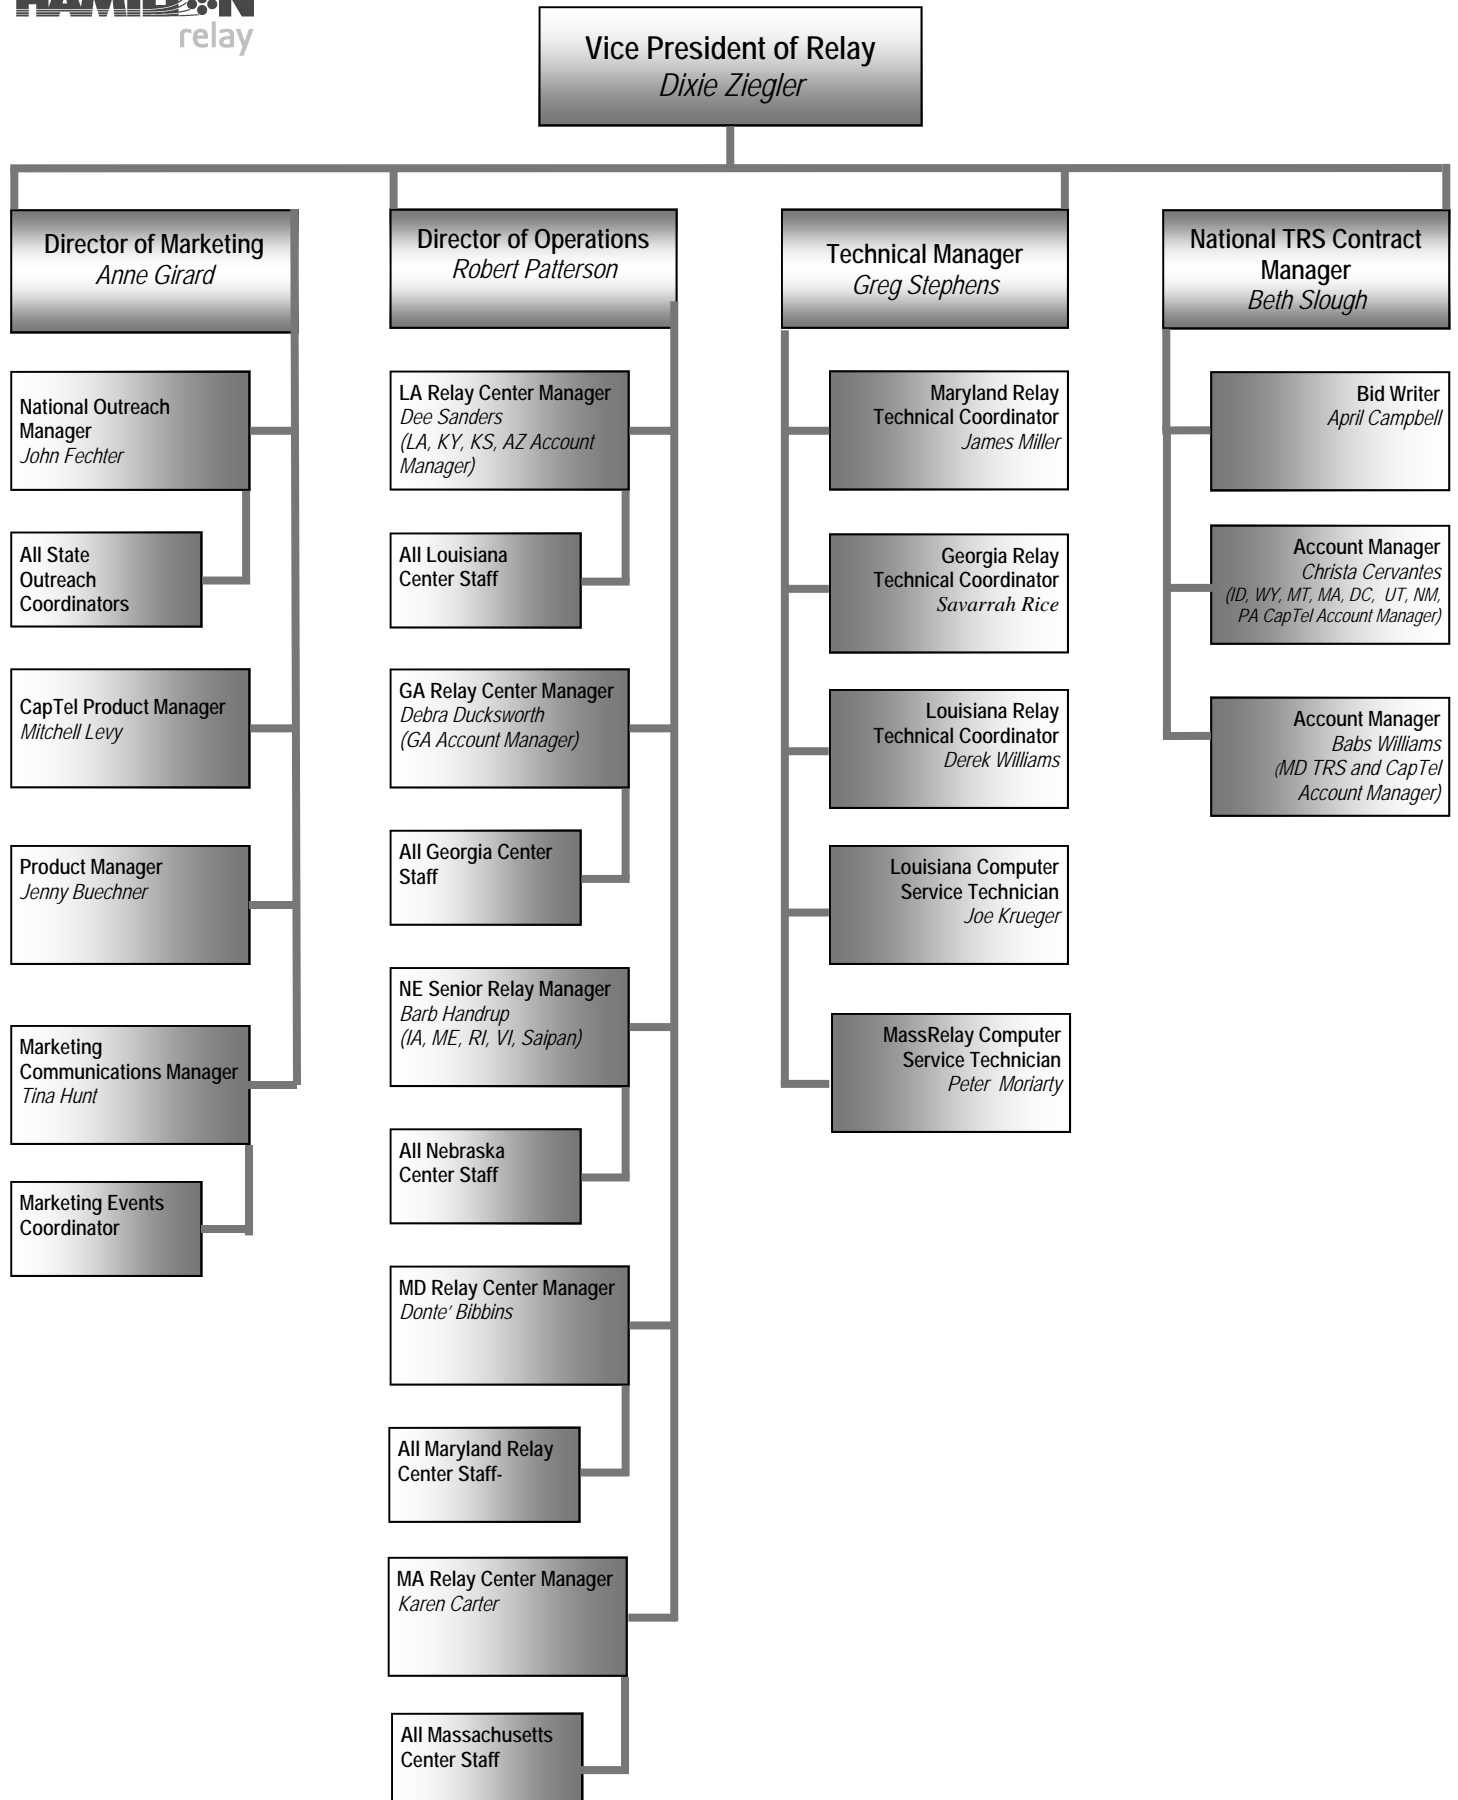 HAMILTON
relay
Vice President of Relay
Dixie Ziegler
Director of Marketing
Anne Girard
National Outreach
Manager
John Fechter
All State
Outreach
Coordinators
CapTel Product Manager
Mitchell Levy
Product Manager
Jenny Buechner
Marketing
Communications Manager
Tina Hunt
Marketing Events
Coordinator
Director of Operations
Robert Patterson
LA Relay Center Manager
Dee Sanders
(LA, KY, KS, AZ Account
Manager)
All Louisiana
Center Staff
GA Relay Center Manager
Debra Ducksworth
(GA Account Manager)
All Georgia Center
Staff
NE Senior Relay Manager
Barb Handrup
(IA, ME, RI, VI, Saipan)
All Nebraska
Center Staff
MD Relay Center Manager
Donte’ Bibbins
All Maryland Relay
Center Staff-
MA Relay Center Manager
Karen Carter
All Massachusetts
Center Staff
Technical Manager
Greg Stephens
Maryland Relay
Technical Coordinator
James Miller
Georgia Relay
Technical Coordinator
Savarrah Rice
Louisiana Relay
Technical Coordinator
Derek Williams
Louisiana Computer
Service Technician
Joe Krueger
MassRelay Computer
Service Technician
Peter Moriarty
National TRS Contract
Manager
Beth Slough
Bid Writer
April Campbell
Account Manager
Christa Cervantes
(ID, WY, MT, MA, DC, UT, NM,
PA CapTel Account Manager)
Account Manager
Babs Williams
(MD TRS and CapTel
Account Manager)